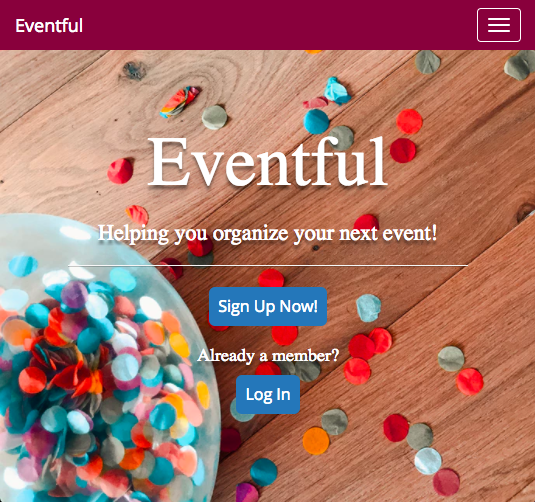 Eventful
Eventful
Helping you organize your next event!
Sign Up Now!
Already a member?
Log In